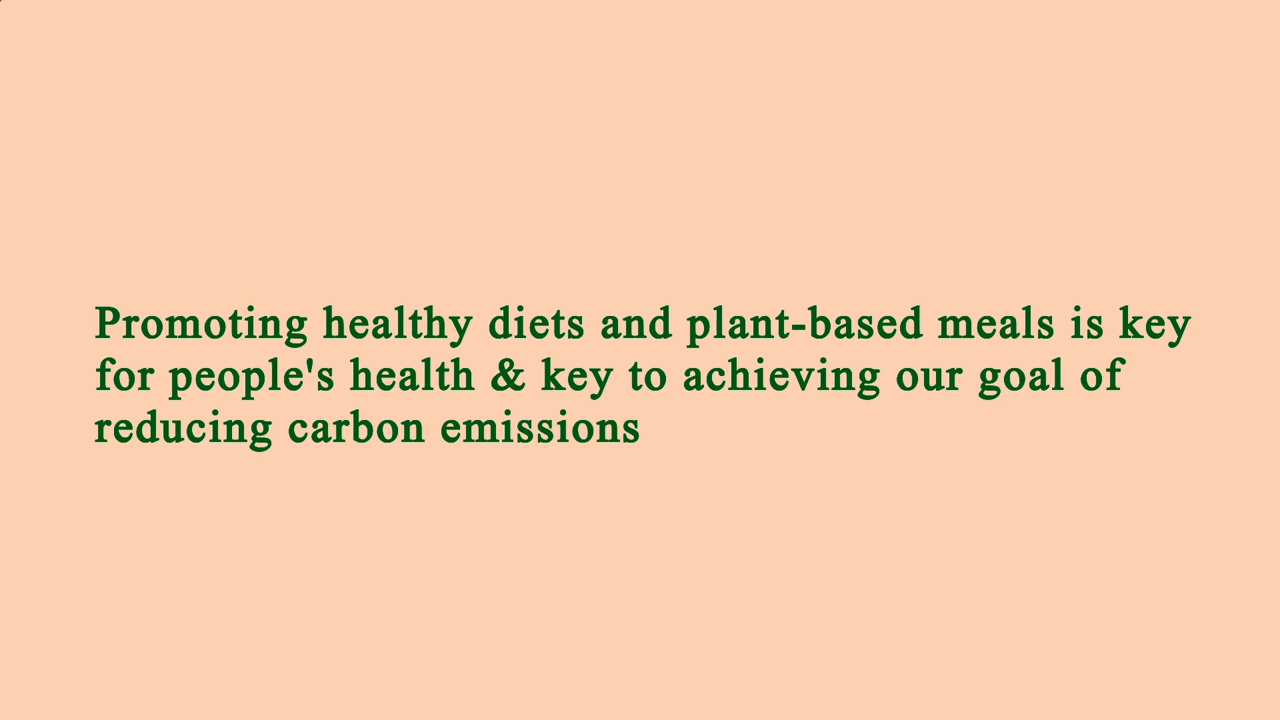 Promoting healthy diets and plant-based meals is key
for people's health & key to achieving our goal of
reducing carbon emissions